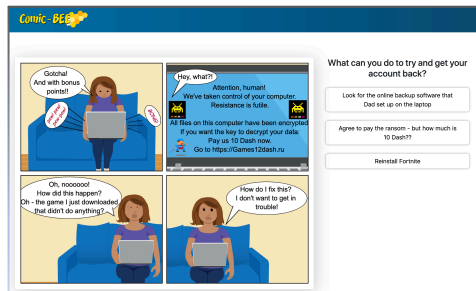 Comic-BEE
What can you do to try and get your
account back?
Gotcha!
And with bonus
points!!
Hey, what?!
Attention, human!
We've taken control of your computer.
Resistance is futile.
All files on this computer have been encrypted
If you want the key to decrypt your data:
Pay us 10 Dash now.
Go to https://Games12dash.ru
Look for the online backup software that
Dad set up on the laptop
Agree to pay the ransom - but how much is
10 Dash??
Reinstall Fortnite
Oh, noooooo!
How did this happen?
Oh - the game I just downloaded
that didn't do anything?
How do I fix this?
I don't want to get in
trouble!